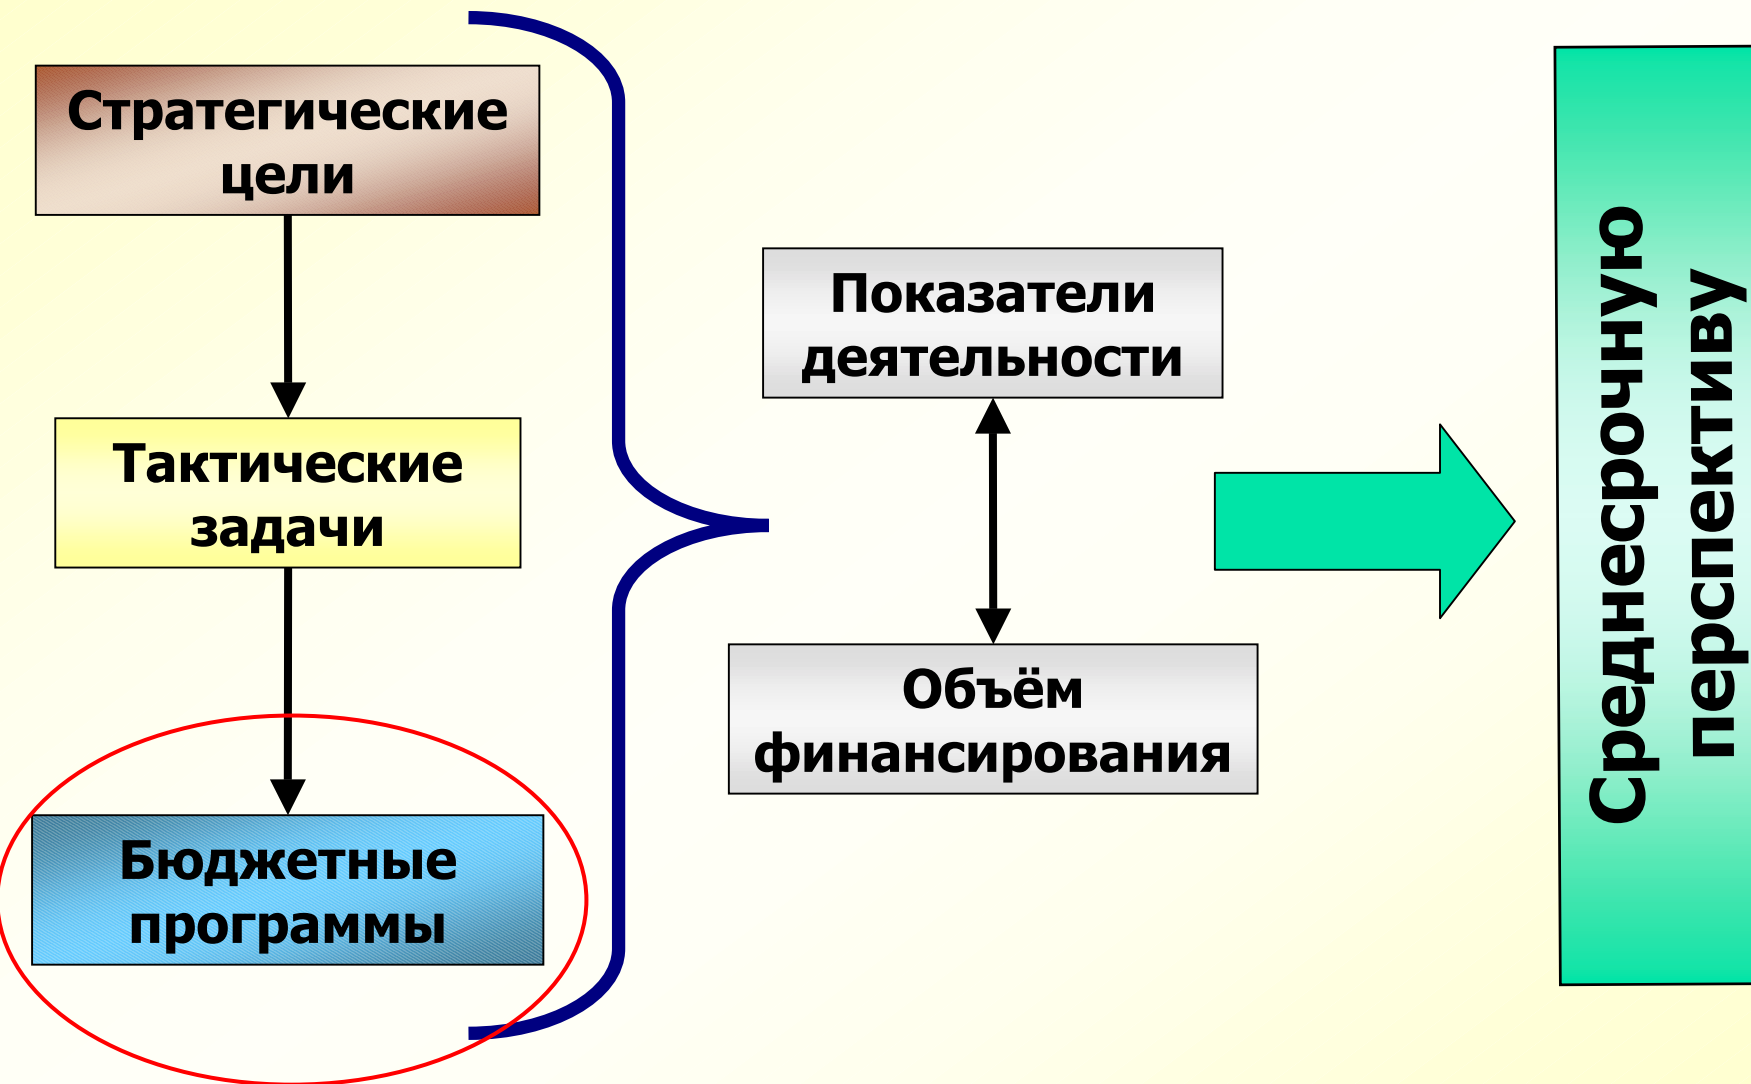 Стратегические
цели
Тактические
задачи
Бюджетные
программы
Показатели
деятельности
Объём
финансирования
Среднесрочную
перспективу